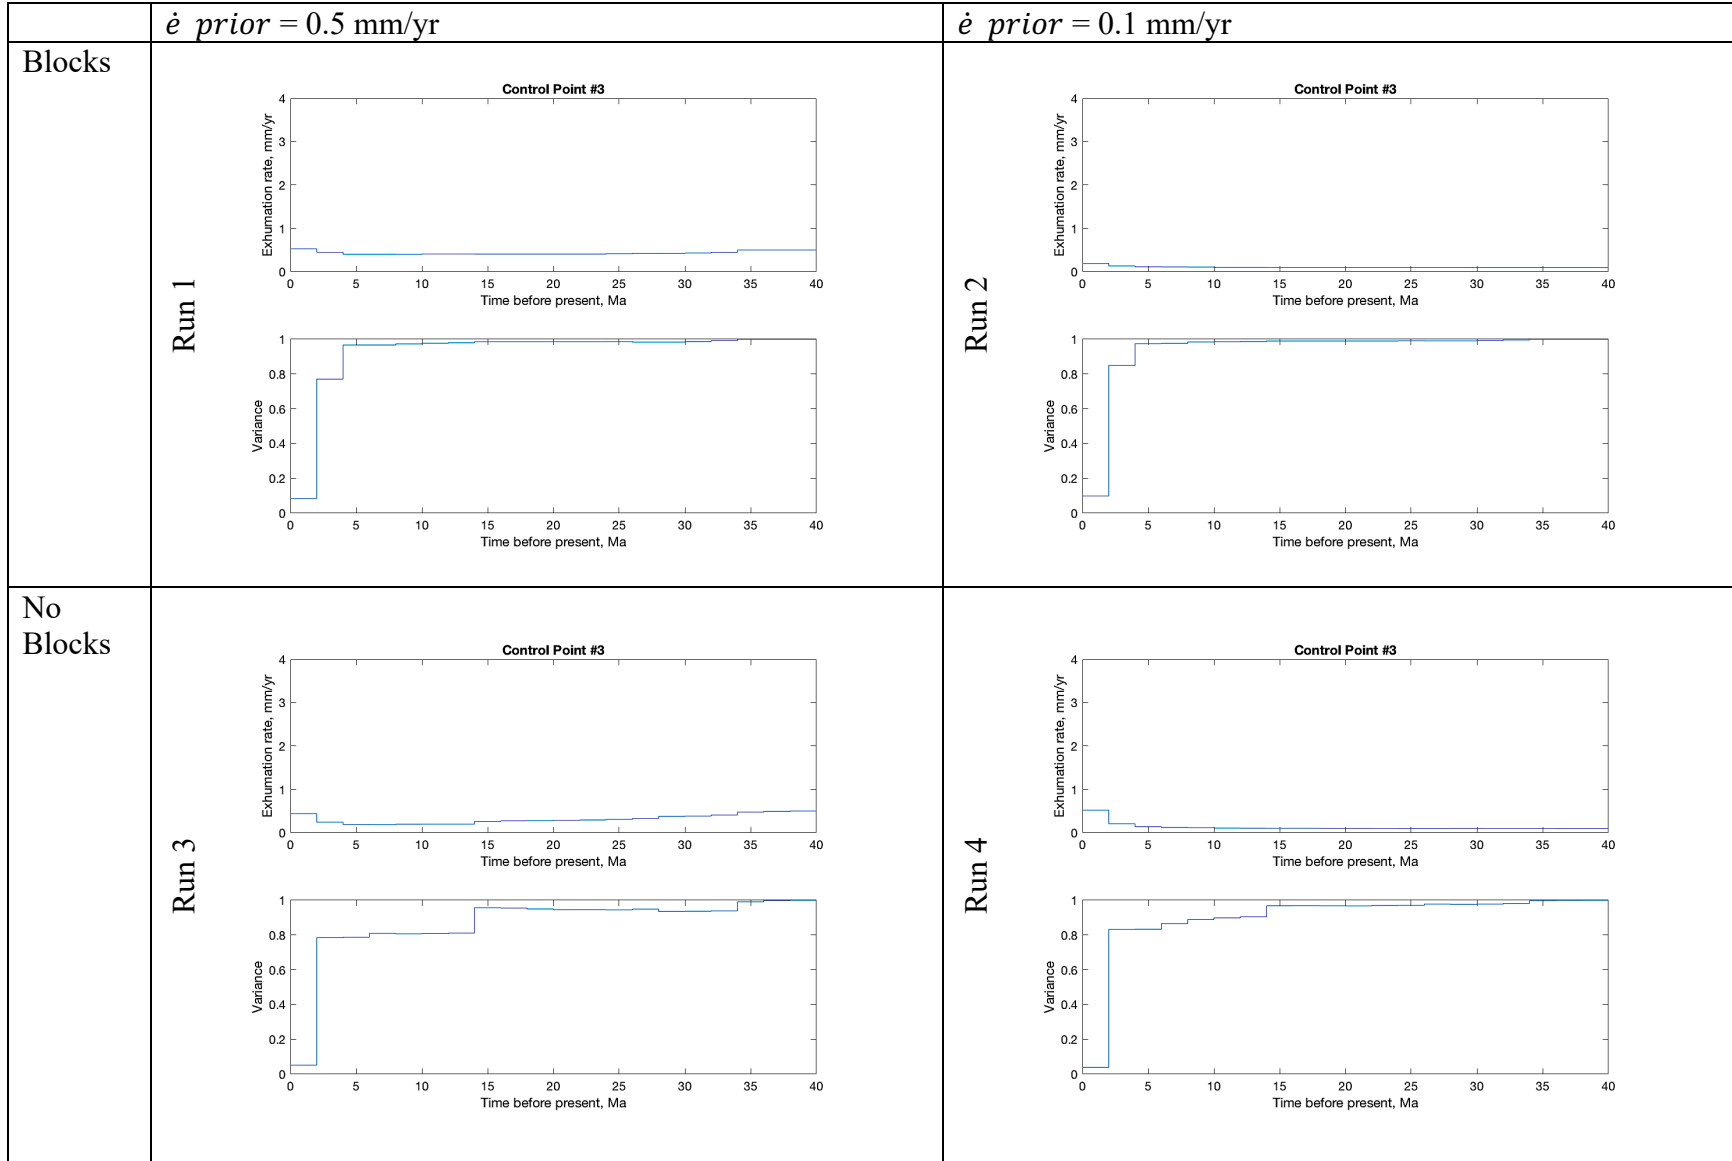 ė prior = 0.5 mm/yr
ė prior = 0.1 mm/yr
Blocks
Run 1
Control Point #3
4
3
2
1
0
Exhumation rate, mm/yr
0 5 10 15 20 25 30 35 40
Time before present, Ma
1
0.8
0.6
0.4
0.2
0
Variance
0 5 10 15 20 25 30 35 40
Time before present, Ma
Run 2
Control Point #3
4
3
2
1
0
Exhumation rate, mm/yr
0 5 10 15 20 25 30 35 40
Time before present, Ma
1
0.8
0.6
0.4
0.2
0
Variance
0 5 10 15 20 25 30 35 40
Time before present, Ma
No
Blocks
Run 3
Control Point #3
4
3
2
1
0
Exhumation rate, mm/yr
0 5 10 15 20 25 30 35 40
Time before present, Ma
1
0.8
0.6
0.4
0.2
0
Variance
0 5 10 15 20 25 30 35 40
Time before present, Ma
Run 4
Control Point #3
4
3
2
1
0
Exhumation rate, mm/yr
0 5 10 15 20 25 30 35 40
Time before present, Ma
1
0.8
0.6
0.4
0.2
0
Variance
0 5 10 15 20 25 30 35 40
Time before present, Ma